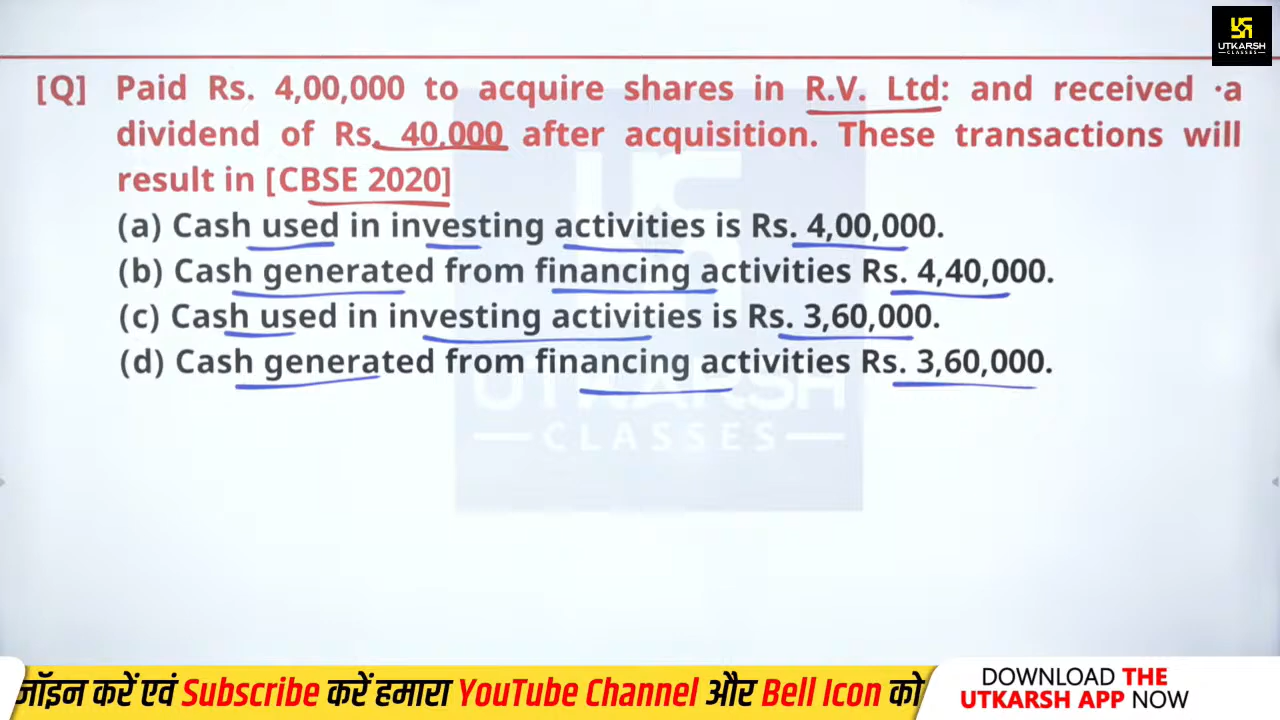 UTKARSH
CLASSES
[Q] Paid Rs. 4,00,000 to acquire shares in R.V. Ltd: and received ·a
dividend of Rs. 40,000 after acquisition. These transactions will
result in [CBSE 2020]
(a) Cash used in investing activities is Rs. 4,00,000.
(b) Cash generated from financing activities Rs. 4,40,000.
(c) Cash used in investing activities is Rs. 3,60,000.
(d) Cash generated from financing activities Rs. 3,60,000.
UTKARSH
CLASSES
करें एवं Subscribe करें हमारा YouTube Channel और Bell Icon को
DOWNLOAD THE
UTKARSH APP NOW